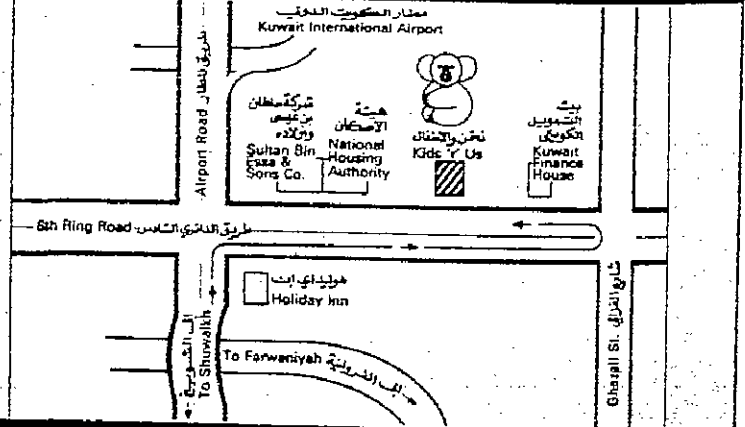 مطار الكويت الدولي
Kuwait International Airport
طريق المطار Airport Road
شركة سلطان
بن عيسى
وأولاده
Sultan Bin
Essa &
Sons Co.
هيئة
الاسكان
National
Housing
Authority
نحن والأطفال
Kids 'r' Us
بيت
التمويل
الكويتي
Kuwait
Finance
House
6th Ring Road طريق الدائري السادس
هوليداي ان
Holiday Inn
إلى الشويخ
To Shuwaikh
To Farwaniyah إلى الفروانية
Ghazali St. شارع الغزالي